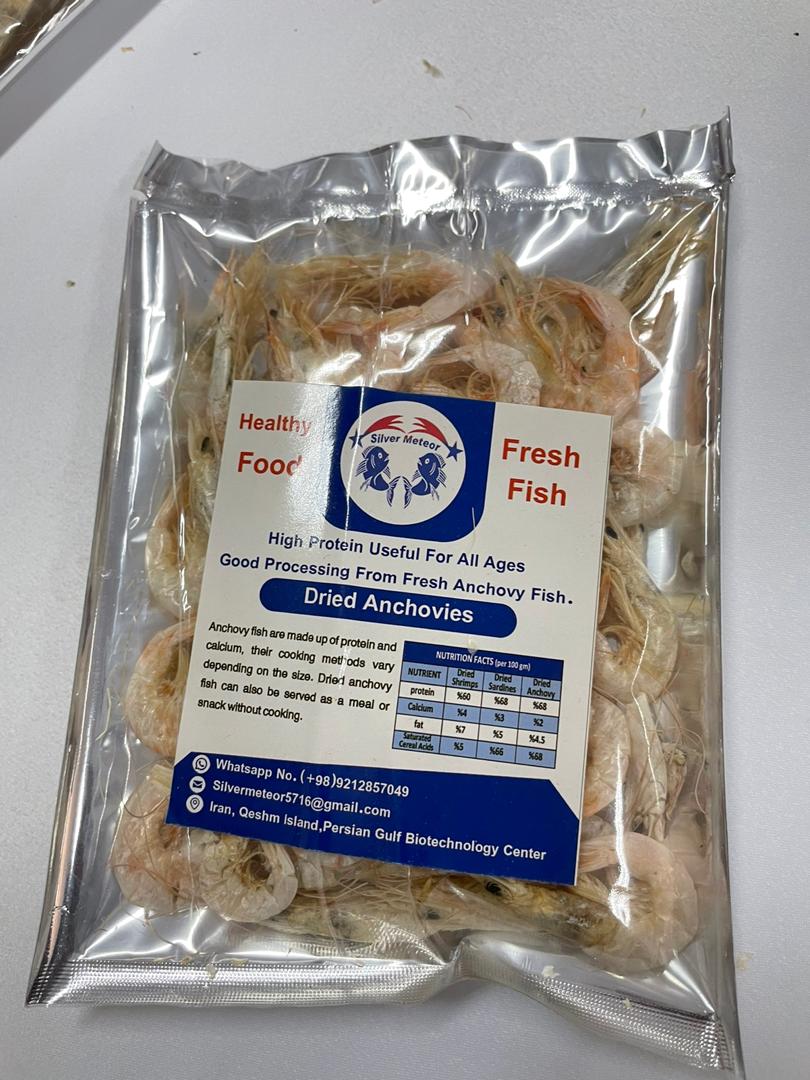 Healthy
Food
Silver Meteor
Fresh
Fish
High Protein Useful For All Ages
Good Processing From Fresh Anchovy Fish.
Dried Anchovies
Anchovy fish are made up of protein and
calcium, their cooking methods vary
depending on the size. Dried anchovy
fish can also be served as a meal or
snack without cooking.
NUTRITION FACTS (per 100 gm)
NUTRIENT Dried Shrimps Dried Sardines Dried Anchovy
protein %60 %68 %68
Calcium %4 %3 %2
fat %7 %5 %4.5
Saturated Cereal Acids %5 %66 %68
Whatsapp No. (+98)9212857049
Silvermeteor5716@gmail.com
Iran, Qeshm Island,Persian Gulf Biotechnology Center